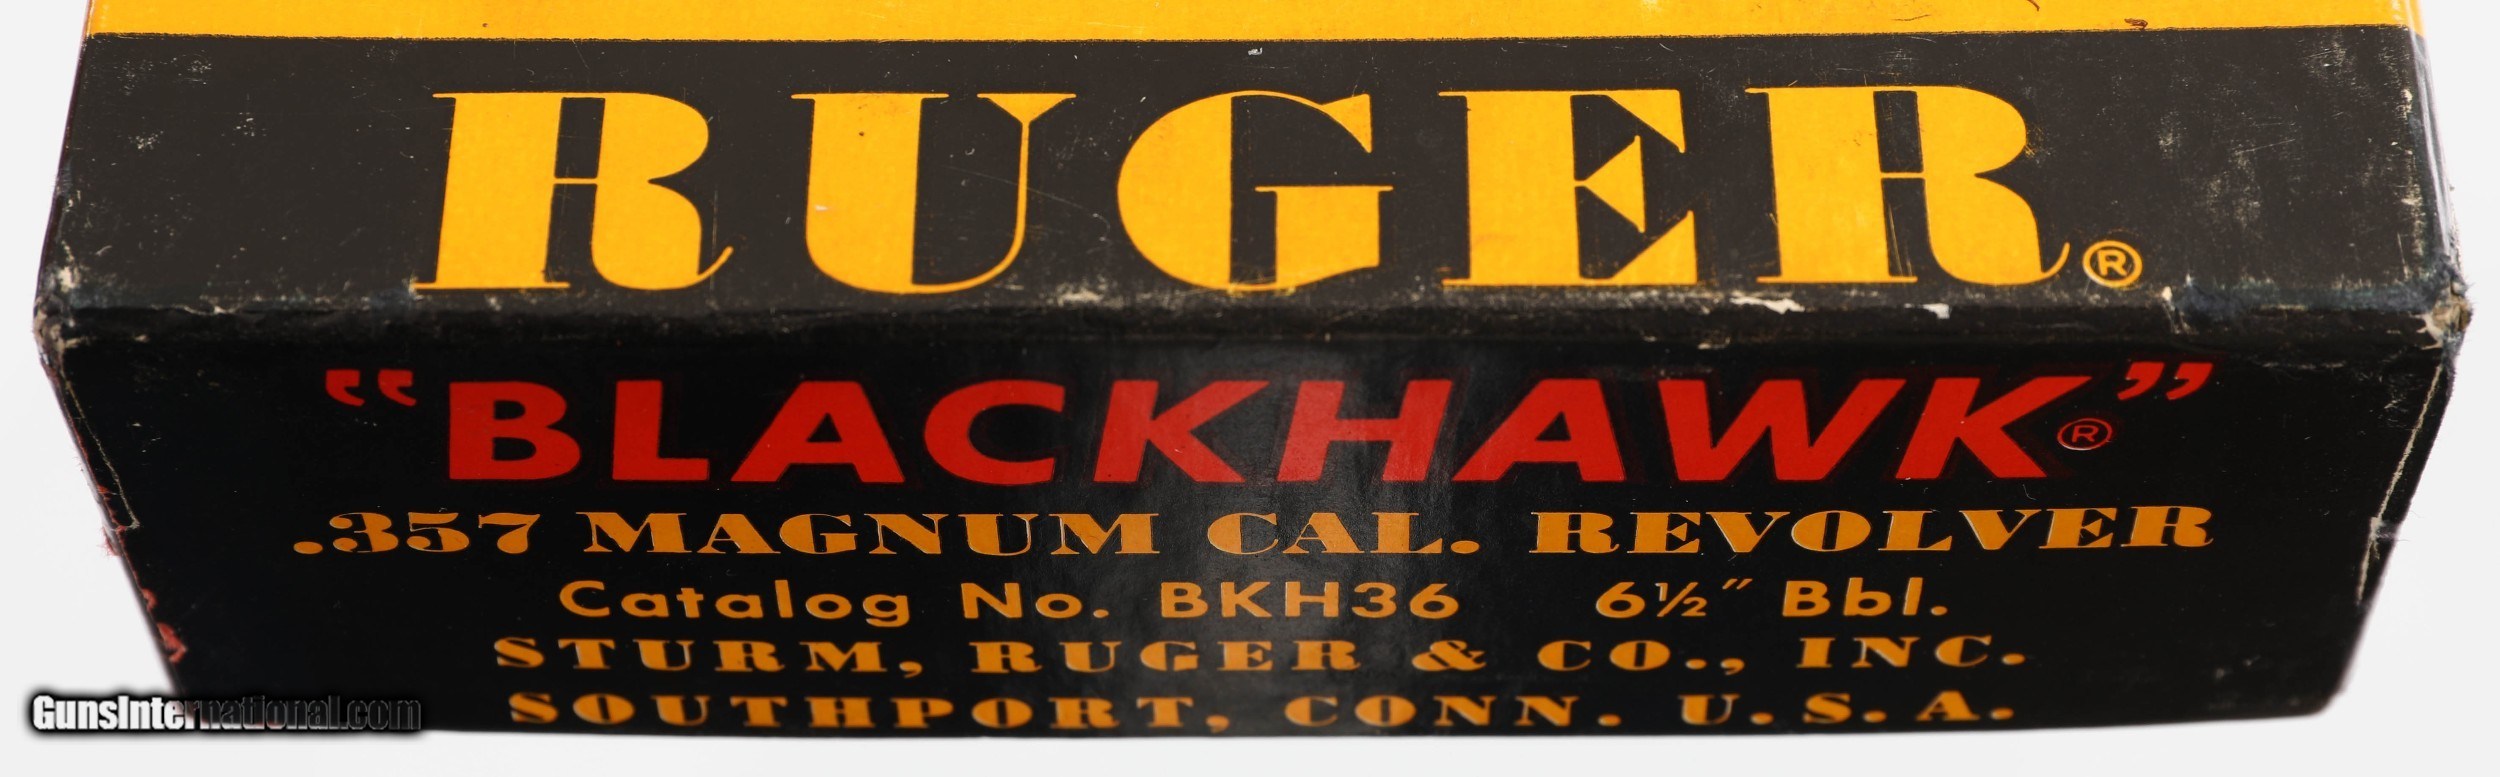 RUGER®
"BLACKHAWK"®
.357 MAGNUM CAL. REVOLVER
Catalog No. BKH36 6½" Bbl.
STURM, RUGER & CO., INC.
SOUTHPORT, CONN. U. S. A.
GunsInternational.com